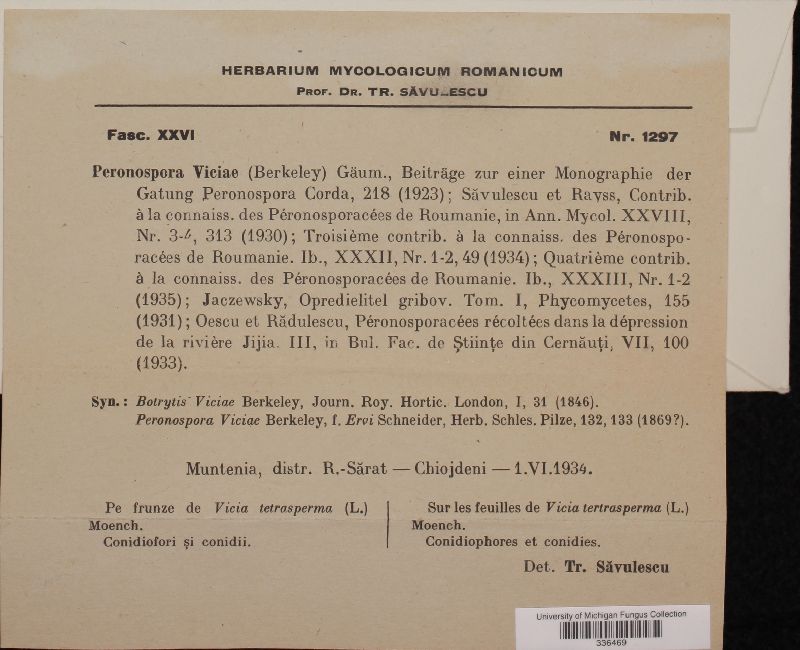 HERBARIUM MYCOLOGICUM ROMANICUM
PROF. DR. TR. SĂVULESCU
Fasc. XXVI
Nr. 1297
Peronospora Viciae (Berkeley) Gäum., Beiträge zur einer Monographie der
Gatung Peronospora Corda, 218 (1923); Săvulescu et Rayss, Contrib.
à la connaiss. des Péronosporacées de Roumanie, in Ann. Mycol. XXVIII,
Nr. 3-4, 313 (1930); Troisième contrib. à la connaiss. des Péronospo-
racées de Roumanie. Ib., XXXII, Nr. 1-2, 49 (1934); Quatrième contrib.
à la connaiss. des Péronosporacées de Roumanie. Ib., XXXIII, Nr. 1-2
(1935); Jaczewsky, Opredielitel gribov. Tom. I, Phycomycetes, 155
(1931); Oescu et Rădulescu, Péronosporacées récoltées dans la dépression
de la rivière Jijia. III, in Bul. Fac. de Ştiinţe din Cernăuţi, VII, 100
(1933).
Syn.: Botrytis Viciae Berkeley, Journ. Roy. Hortic. London, I, 31 (1846).
Peronospora Viciae Berkeley, f. Ervi Schneider, Herb. Schles. Pilze, 132, 133 (1869?).
Muntenia, distr. R.-Sărat — Chiojdeni — 1.VI.1934.
Pe frunze de Vicia tetrasperma (L.)
Moench.
Conidiofori şi conidii.
Sur les feuilles de Vicia tertrasperma (L.)
Moench.
Conidiophores et conidies.
Det. Tr. Săvulescu
University of Michigan Fungus Collection
336469